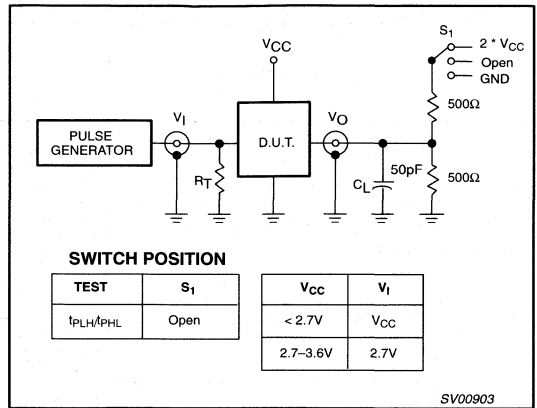 S1
2 * VCC
Open
GND
VCC
500Ω
VI
VO
PULSE
GENERATOR
D.U.T.
RT
50pF
CL
500Ω
SWITCH POSITION
TEST S1
tPLH/tPHL Open
VCC VI
< 2.7V VCC
2.7–3.6V 2.7V
SV00903